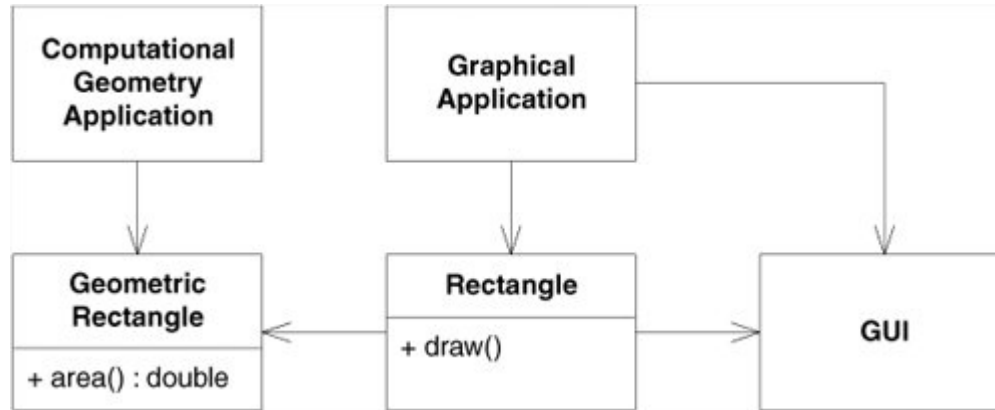 Computational
Geometry
Application
Graphical
Application
Geometric
Rectangle
+ area() : double
Rectangle
+ draw()
GUI